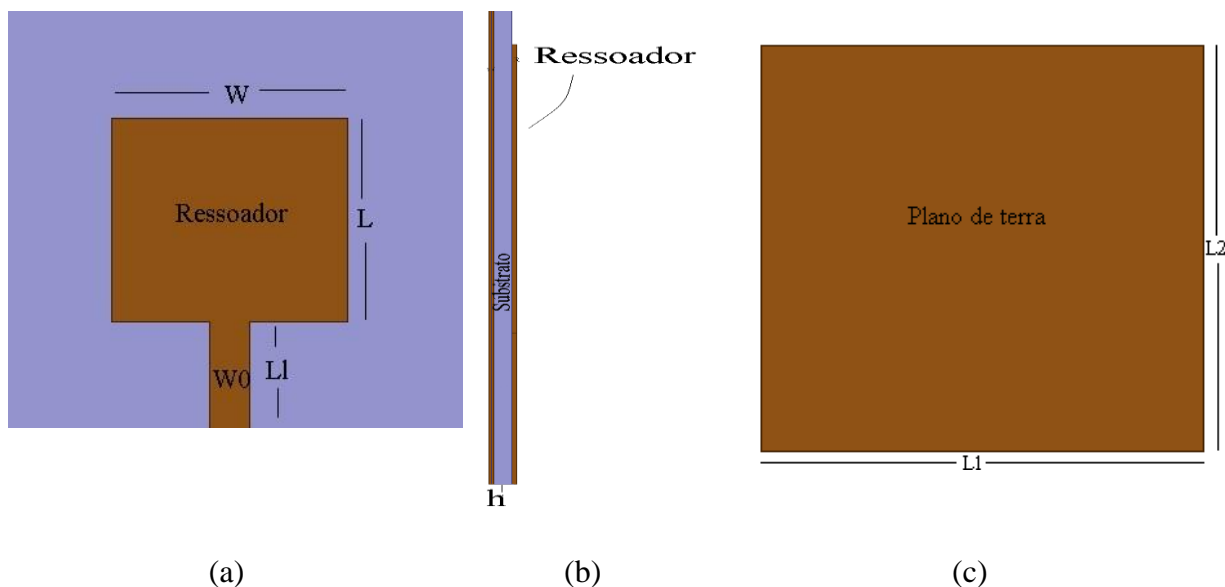 W
Ressoador
L
W0
Ll
Ressoador
Substrato
h
Plano de terra
L2
L1
(a)
(b)
(c)